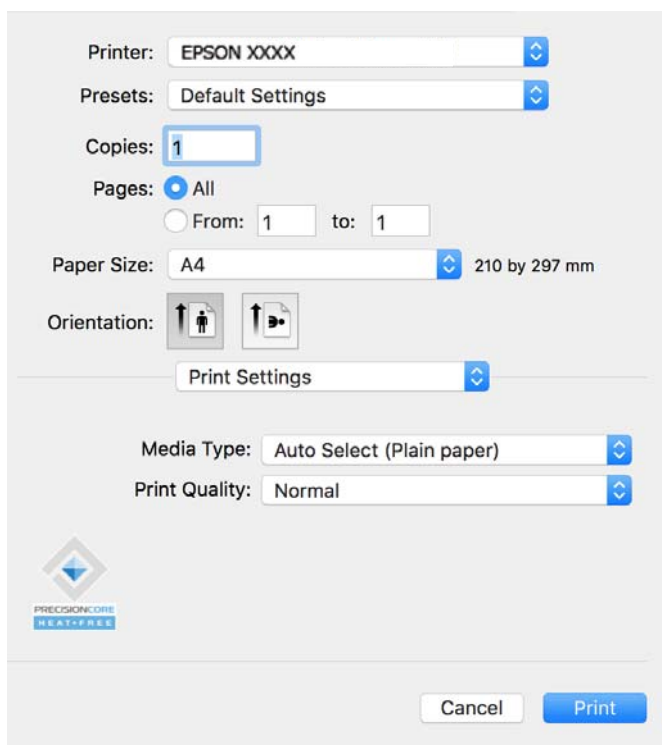 Printer: EPSON XXXX
Presets: Default Settings
Copies: 1
Pages: All
From: 1 to: 1
Paper Size: A4 210 by 297 mm
Orientation:
Print Settings
Media Type: Auto Select (Plain paper)
Print Quality: Normal
PRECISIONCORE
HEAT-FREE
Cancel Print